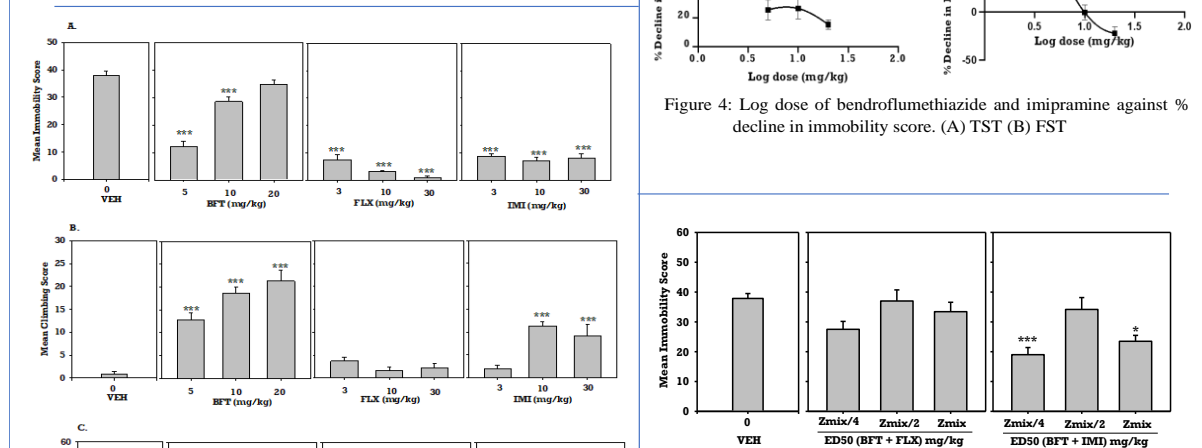 A.
50
40
30
20
10
0
Mean Immobility Score
***
***
***
***
***
***
***
***
0
VEH
5
10
20
BFT (mg/kg)
3
10
30
FLX (mg/kg)
3
10
30
IMI (mg/kg)
B.
30
25
20
15
10
5
0
Mean Climbing Score
***
***
***
***
***
0
VEH
5
10
20
BFT (mg/kg)
3
10
30
FLX (mg/kg)
3
10
30
IMI (mg/kg)
C.
60
% Decline i
20
0
0.0
0.5
1.0
1.5
2.0
Log dose (mg/kg)
% Decline in
0
-50
0.5
1.0
1.5
2.0
Log dose (mg/kg)
Figure 4: Log dose of bendroflumethiazide and imipramine against %
decline in immobility score. (A) TST (B) FST
60
50
40
30
20
10
0
Mean Immobility Score
***
*
0
VEH
Zmix/4
Zmix/2
Zmix
ED50 (BFT + FLX) mg/kg
Zmix/4
Zmix/2
Zmix
ED50 (BFT + IMI) mg/kg